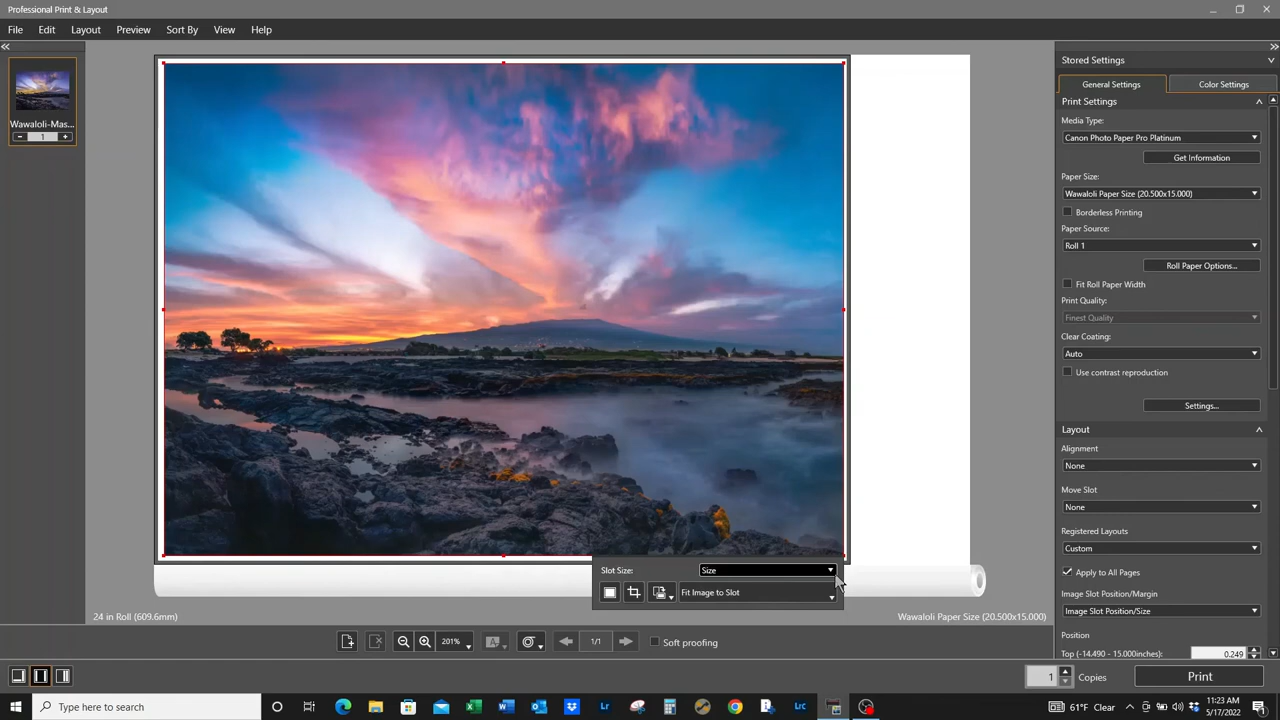 Professional Print & Layout
File Edit Layout Preview Sort By View Help
Wawaloli-Mas...
1
Stored Settings
General Settings Color Settings
Print Settings
Media Type:
Canon Photo Paper Pro Platinum
Get Information
Paper Size:
Wawaloli Paper Size (20.500x15.000)
Borderless Printing
Paper Source:
Roll 1
Roll Paper Options...
Fit Roll Paper Width
Print Quality:
Finest Quality
Clear Coating:
Auto
Use contrast reproduction
Settings...
Layout
Alignment
None
Move Slot
None
Registered Layouts
Custom
Apply to All Pages
Image Slot Position/Margin
Image Slot Position/Size
Position
Top (-14.490 - 15.000inches) 0.249
Slot Size: Size
Fit Image to Slot
24 in Roll (609.6mm)
Wawaloli Paper Size (20.500x15.000)
201%
1/1
Soft proofing
1 Copies
Print
Type here to search
X
W
Lr
Lrc
61°F Clear
11:23 AM
5/17/2022